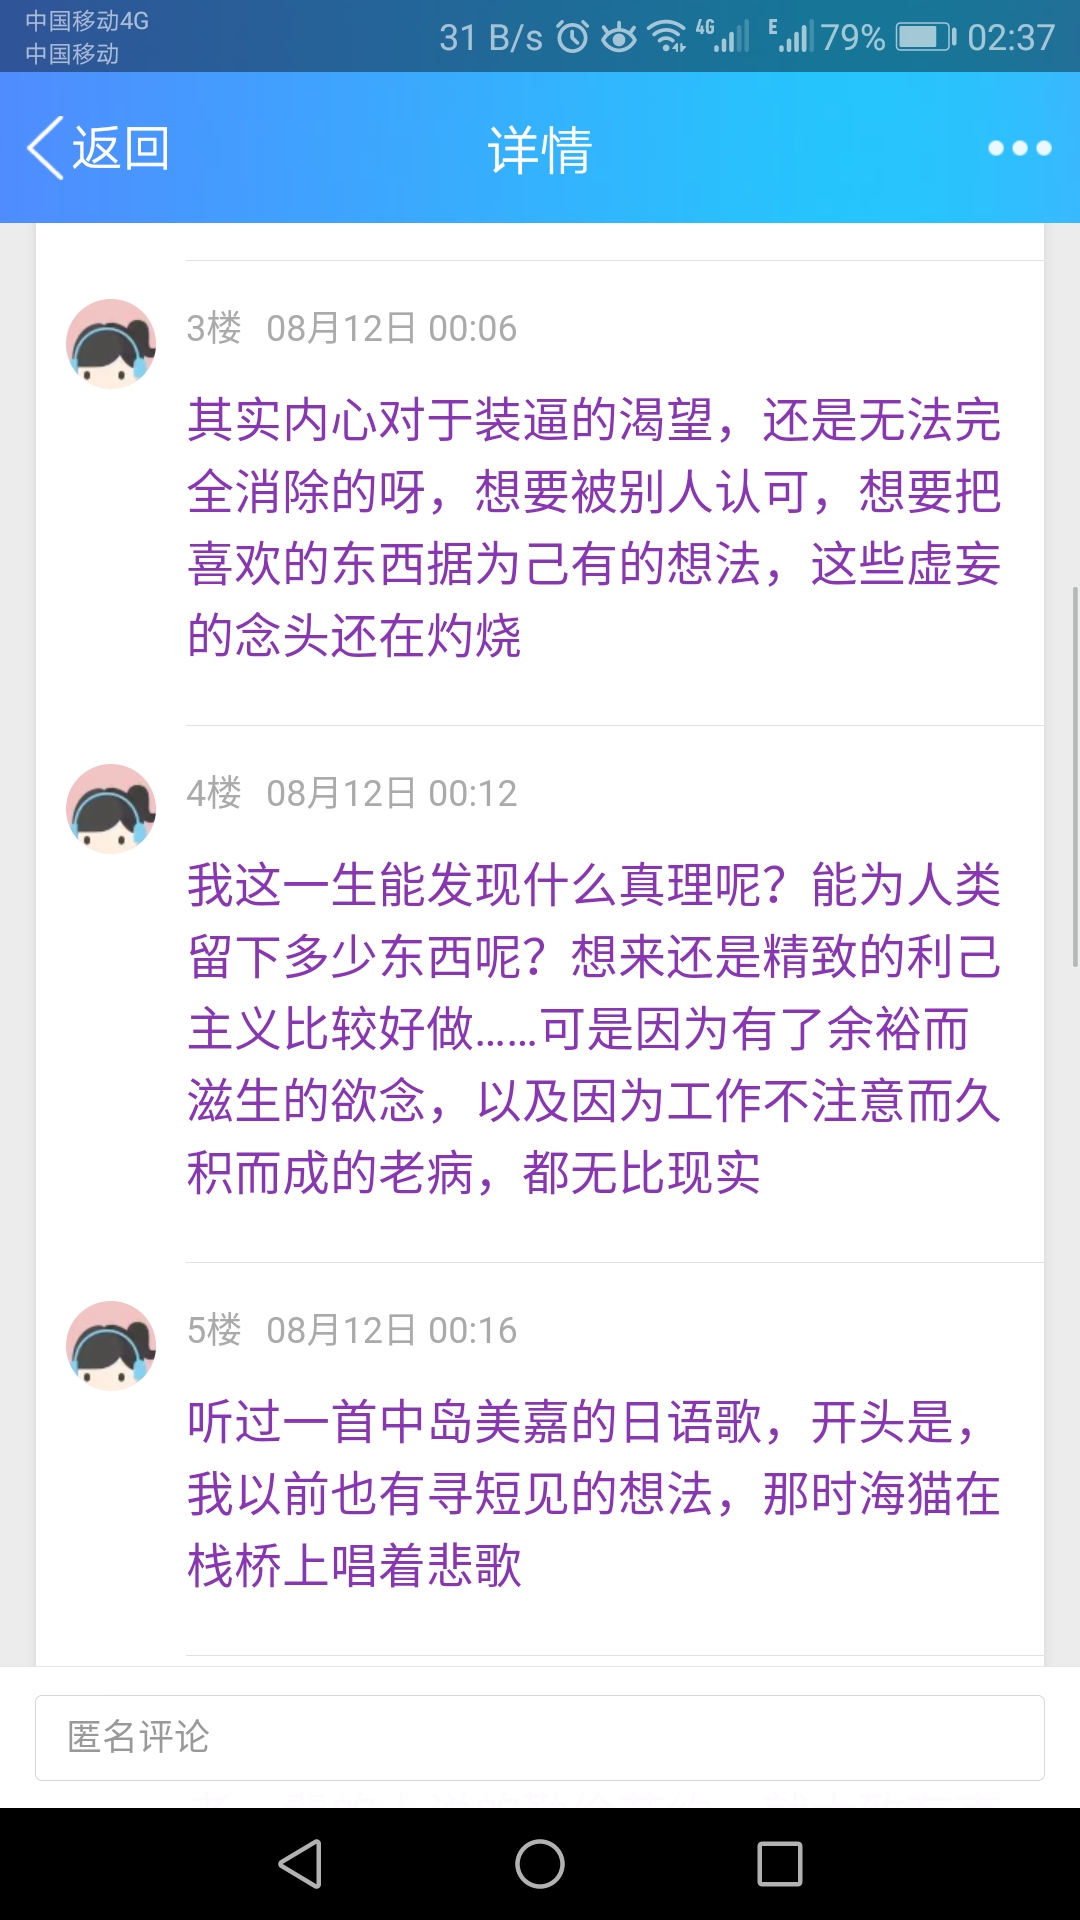 中国移动4G
中国移动
31 B/s 4G E 79% 02:37
返回 详情
3楼 08月12日 00:06
其实内心对于装逼的渴望，还是无法完
全消除的呀，想要被别人认可，想要把
喜欢的东西据为己有的想法，这些虚妄
的念头还在灼烧
4楼 08月12日 00:12
我这一生能发现什么真理呢？能为人类
留下多少东西呢？想来还是精致的利己
主义比较好做……可是因为有了余裕而
滋生的欲念，以及因为工作不注意而久
积而成的老病，都无比现实
5楼 08月12日 00:16
听过一首中岛美嘉的日语歌，开头是，
我以前也有寻短见的想法，那时海猫在
栈桥上唱着悲歌
匿名评论